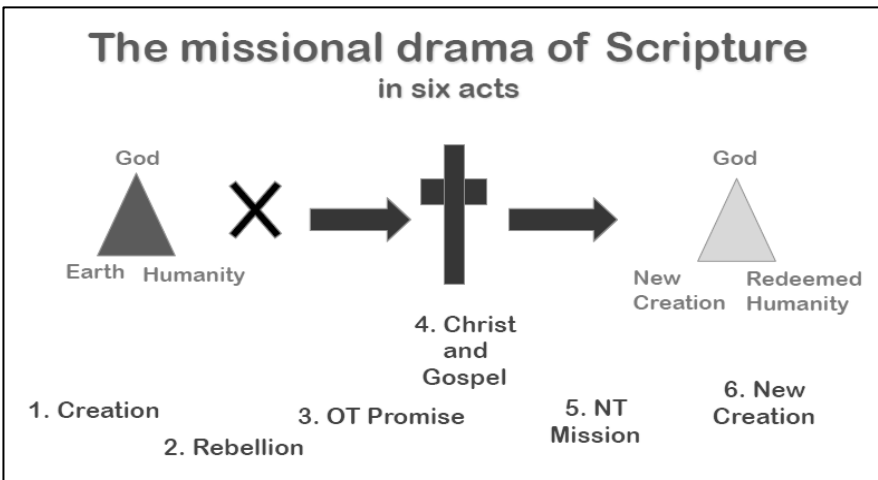 The missional drama of Scripture
in six acts
God
Earth Humanity
God
New
Creation
Redeemed
Humanity
1. Creation
2. Rebellion
3. OT Promise
4. Christ
and
Gospel
5. NT
Mission
6. New
Creation